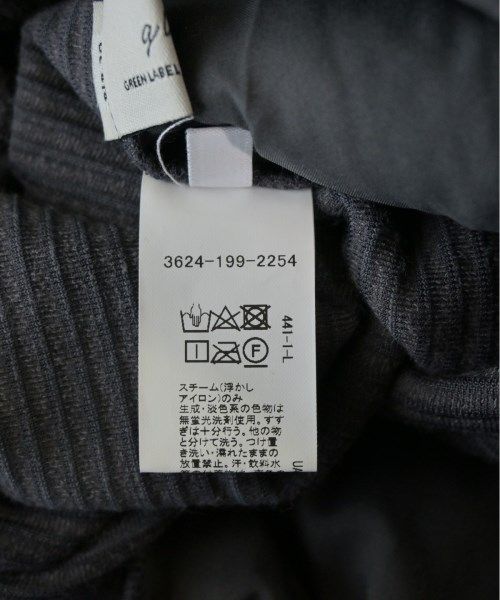 GREEN LABEL
3624-199-2254
441-1-L
F
スチーム(浮かし
アイロン)のみ
生成・淡色系の色物は
無蛍光洗剤使用。すす
ぎは十分行う。他の物
と分けて洗う。つけ置
き洗い・濡れたままの
放置禁止。汗・飲料水
UA